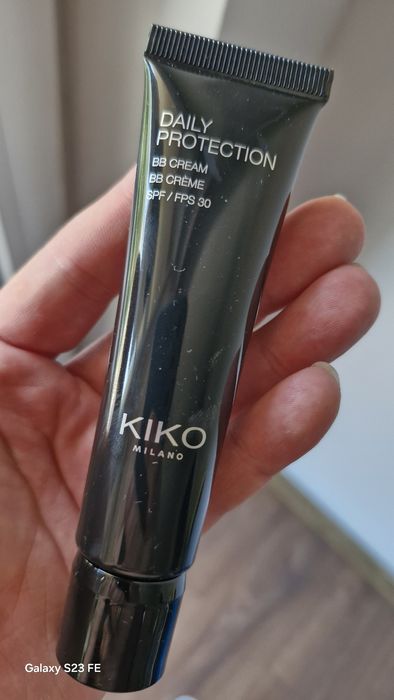 DAILY
PROTECTION
BB CREAM
BB CRÈME
SPF / FPS 30
KIKO
MILANO
Galaxy S23 FE